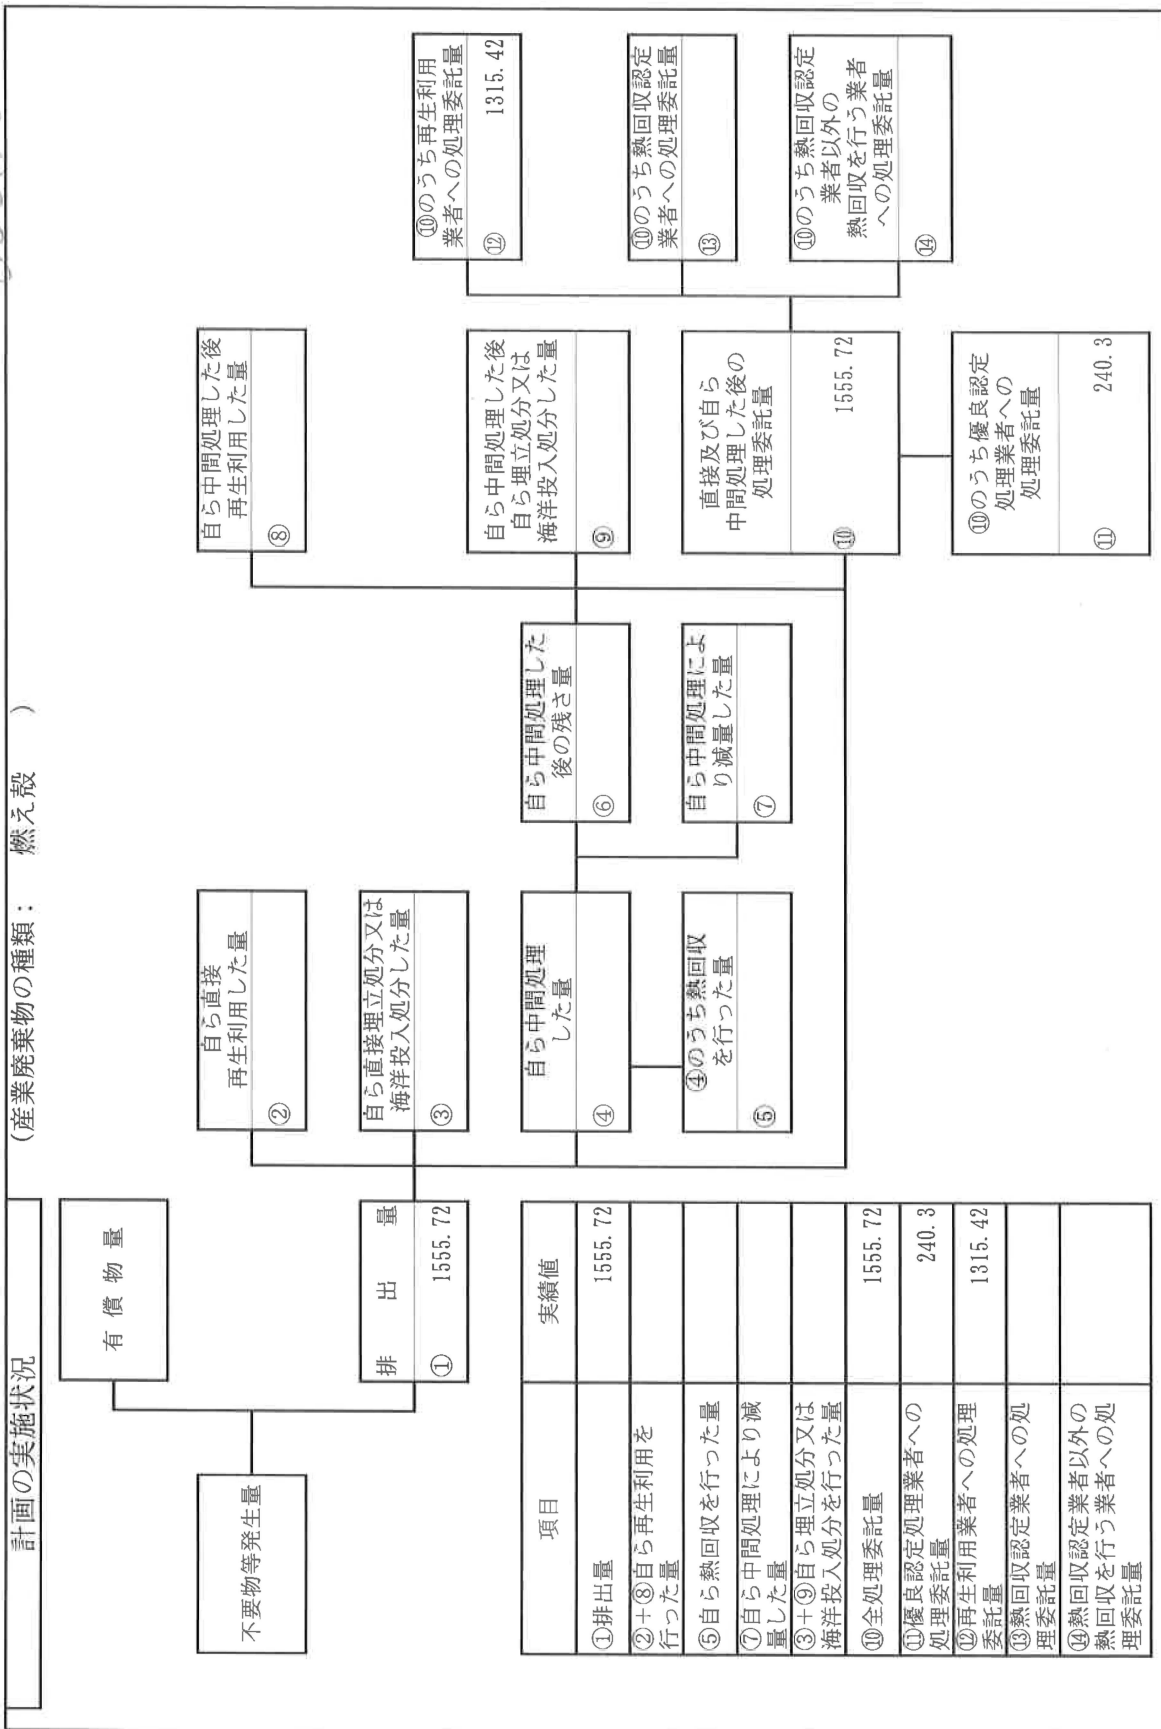 計画の実施状況
(産業廃棄物の種類： 燃え殻 )
不要物等発生量
有償物量
排出量
① 1555.72
自ら直接
再生利用した量
②
自ら直接埋立処分又は
海洋投入処分した量
③
自ら中間処理
した量
④
④のうち熱回収
を行った量
⑤
自ら中間処理した
後の残さ量
⑥
自ら中間処理によ
り減量した量
⑦
自ら中間処理した後
再生利用した量
⑧
自ら中間処理した後
自ら埋立処分又は
海洋投入処分した量
⑨
直接及び自ら
中間処理した後の
処理委託量
⑩ 1555.72
⑩のうち優良認定
処理業者への
処理委託量
⑪ 240.3
⑩のうち再生利用
業者への処理委託量
⑫ 1315.42
⑩のうち熱回収認定
業者への処理委託量
⑬
⑩のうち熱回収認定
業者以外の
熱回収を行う業者
への処理委託量
⑭
項目 実績値
①排出量 1555.72
②+⑧自ら再生利用を
行った量
⑤自ら熱回収を行った量
⑦自ら中間処理により減
量した量
③+⑨自ら埋立処分又は
海洋投入処分を行った量
⑩全処理委託量 1555.72
⑪優良認定処理業者への
処理委託量 240.3
⑫再生利用業者への処理
委託量 1315.42
⑬熱回収認定業者への処
理委託量
⑭熱回収認定業者以外の
熱回収を行う業者への処
理委託量